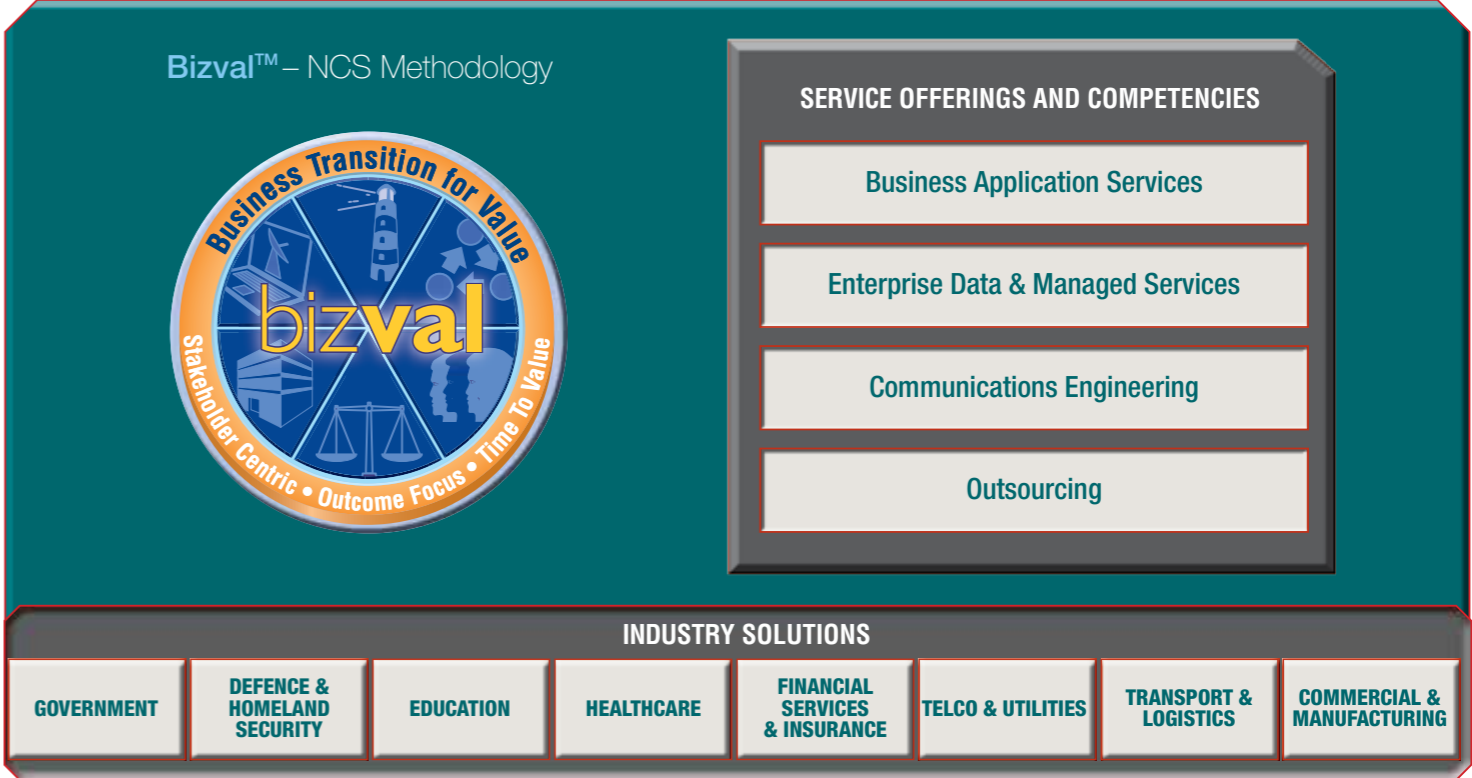 Bizval™ – NCS Methodology
Business Transition for Value
bizval
Stakeholder Centric • Outcome Focus • Time To Value
SERVICE OFFERINGS AND COMPETENCIES
Business Application Services
Enterprise Data & Managed Services
Communications Engineering
Outsourcing
INDUSTRY SOLUTIONS
GOVERNMENT
DEFENCE &
HOMELAND
SECURITY
EDUCATION
HEALTHCARE
FINANCIAL
SERVICES
& INSURANCE
TELCO & UTILITIES
TRANSPORT &
LOGISTICS
COMMERCIAL &
MANUFACTURING